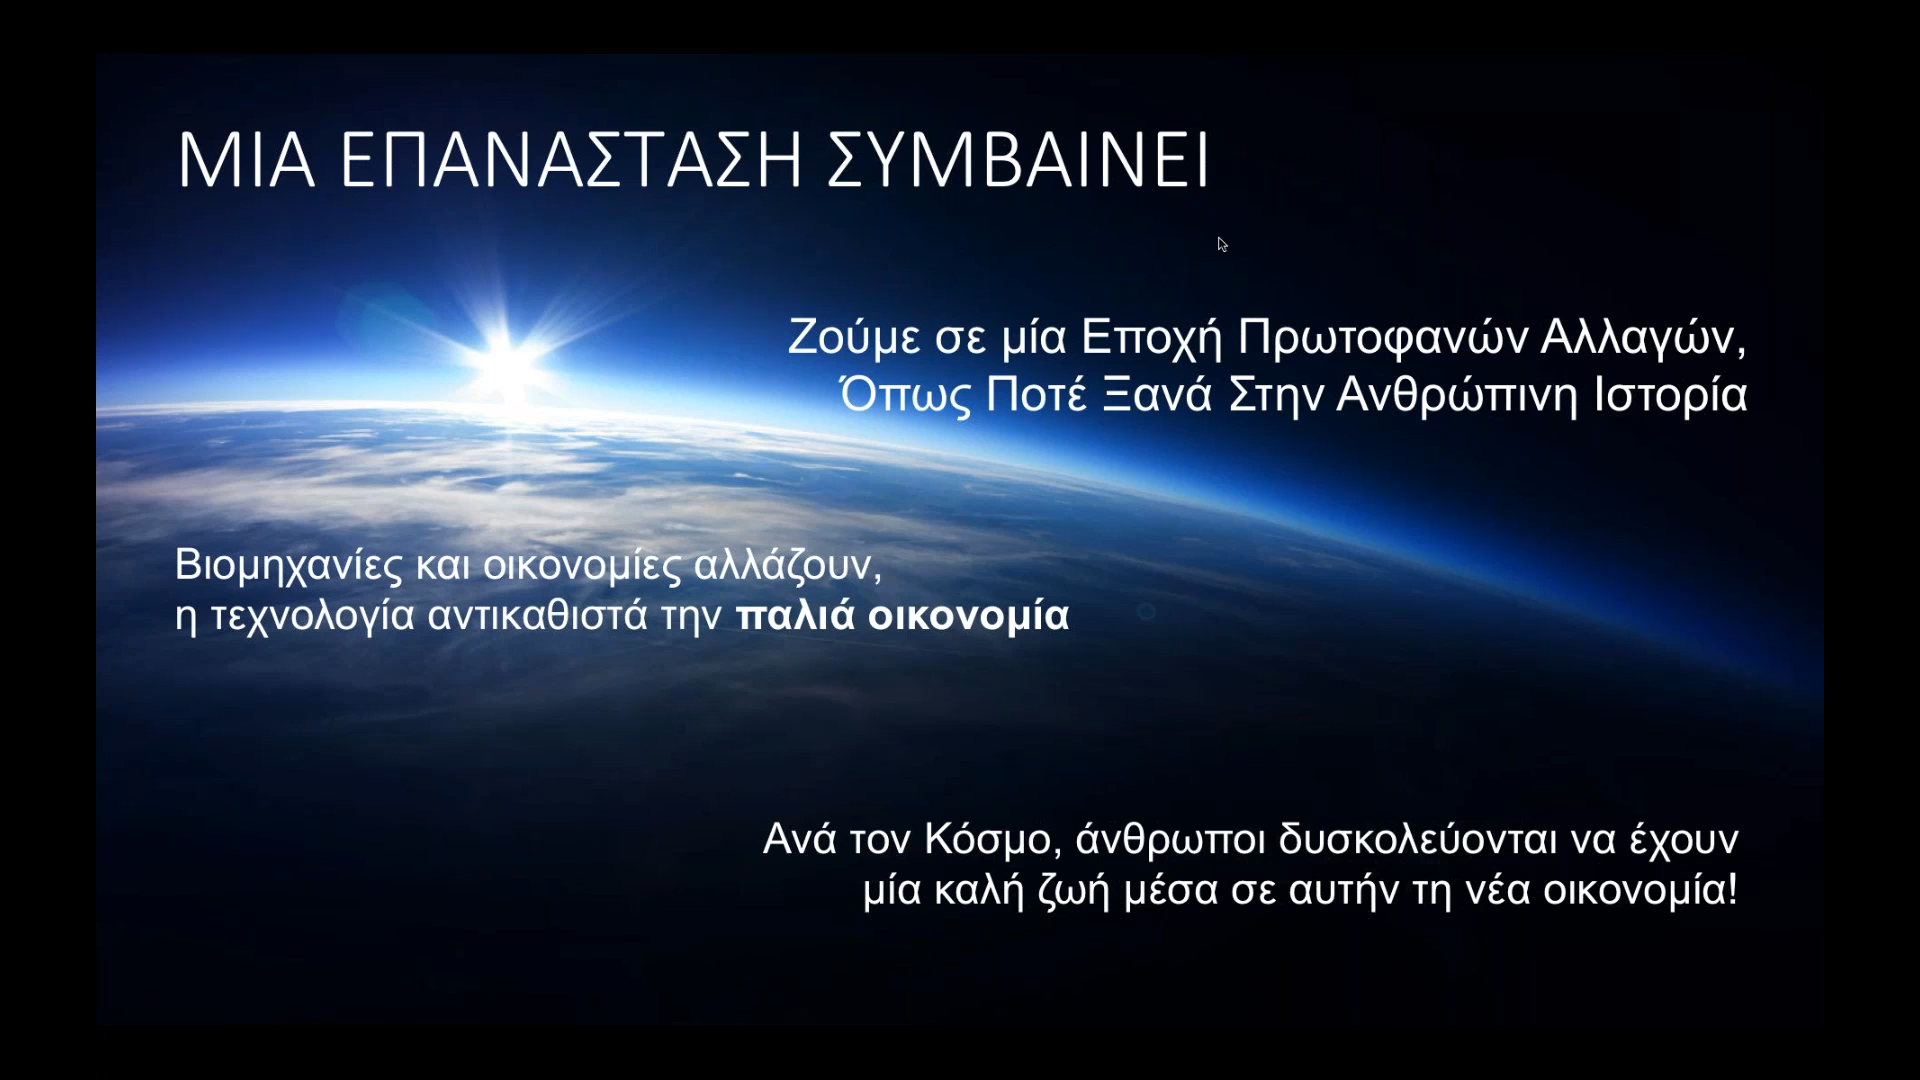 ΜΙΑ ΕΠΑΝΑΣΤΑΣΗ ΣΥΜΒΑΙΝΕΙ
Ζούμε σε μία Εποχή Πρωτοφανών Αλλαγών,
Όπως Ποτέ Ξανά Στην Ανθρώπινη Ιστορία
Βιομηχανίες και οικονομίες αλλάζουν,
η τεχνολογία αντικαθιστά την παλιά οικονομία
Ανά τον Κόσμο, άνθρωποι δυσκολεύονται να έχουν
μία καλή ζωή μέσα σε αυτήν τη νέα οικονομία!